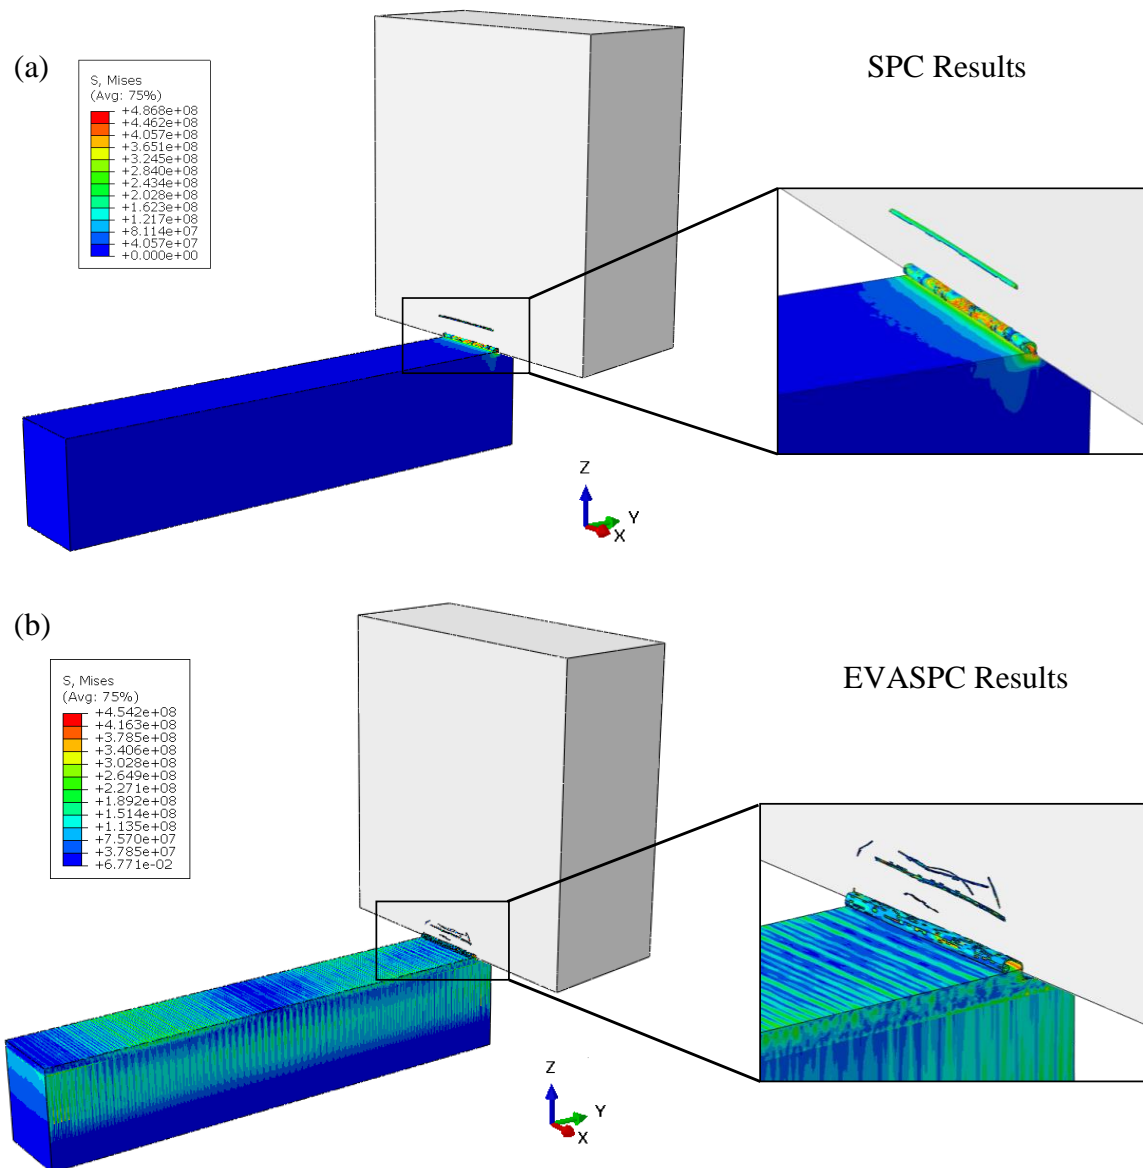 (a)
SPC Results
S, Mises
(Avg: 75%)
+4.868e+08
+4.462e+08
+4.057e+08
+3.651e+08
+3.245e+08
+2.840e+08
+2.434e+08
+2.028e+08
+1.623e+08
+1.217e+08
+8.114e+07
+4.057e+07
+0.000e+00
Z
Y
X
(b)
EVASPC Results
S, Mises
(Avg: 75%)
+4.542e+08
+4.163e+08
+3.785e+08
+3.406e+08
+3.028e+08
+2.649e+08
+2.271e+08
+1.892e+08
+1.514e+08
+1.135e+08
+7.570e+07
+3.785e+07
+6.771e-02
Z
Y
X